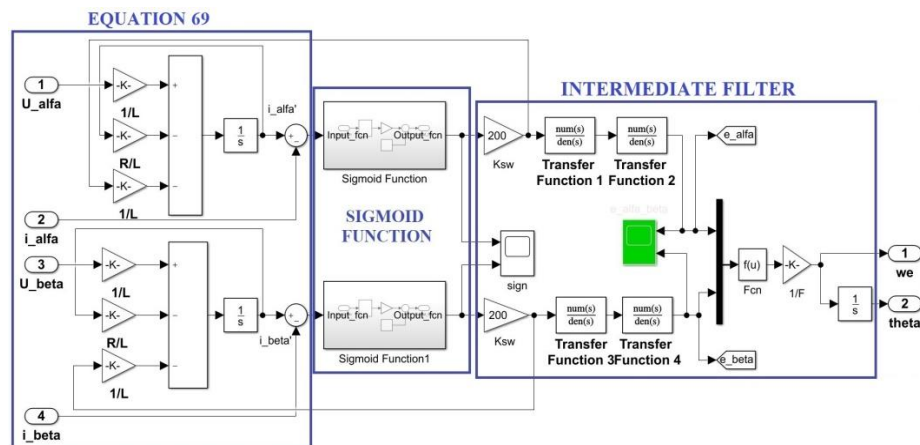 EQUATION 69
1
U_alfa
-K-
1/L
-K-
R/L
-K-
1/L
2
i_alfa
3
U_beta
-K-
1/L
-K-
R/L
-K-
1/L
4
i_beta
+
−
−
1
s
i_alfa'
−
+
−
−
1
s
i_beta'
+
−
Input_fcn
Output_fcn
Sigmoid Function
SIGMOID
FUNCTION
Input_fcn
Output_fcn
Sigmoid Function1
INTERMEDIATE FILTER
200
Ksw
num(s)
den(s)
Transfer
Function 1
num(s)
den(s)
Transfer
Function 2
e_alfa
e_alfa_beta
sign
200
Ksw
num(s)
den(s)
Transfer
Function 3
num(s)
den(s)
Transfer
Function 4
e_beta
f(u)
Fcn
-K-
1/F
1
we
1
s
2
theta